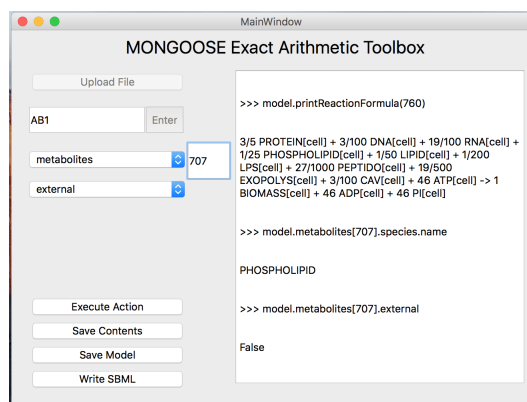 MainWindow
MONGOOSE Exact Arithmetic Toolbox
Upload File
AB1
Enter
metabolites
707
external
Execute Action
Save Contents
Save Model
Write SBML
>>> model.printReactionFormula(760)
3/5 PROTEIN[cell] + 3/100 DNA[cell] + 19/100 RNA[cell] +
1/25 PHOSPHOLIPID[cell] + 1/50 LIPID[cell] + 1/200
LPS[cell] + 27/1000 PEPTIDO[cell] + 19/500
EXOPOLYS[cell] + 3/100 CAV[cell] + 46 ATP[cell] -> 1
BIOMASS[cell] + 46 ADP[cell] + 46 PI[cell]
>>> model.metabolites[707].species.name
PHOSPHOLIPID
>>> model.metabolites[707].external
False